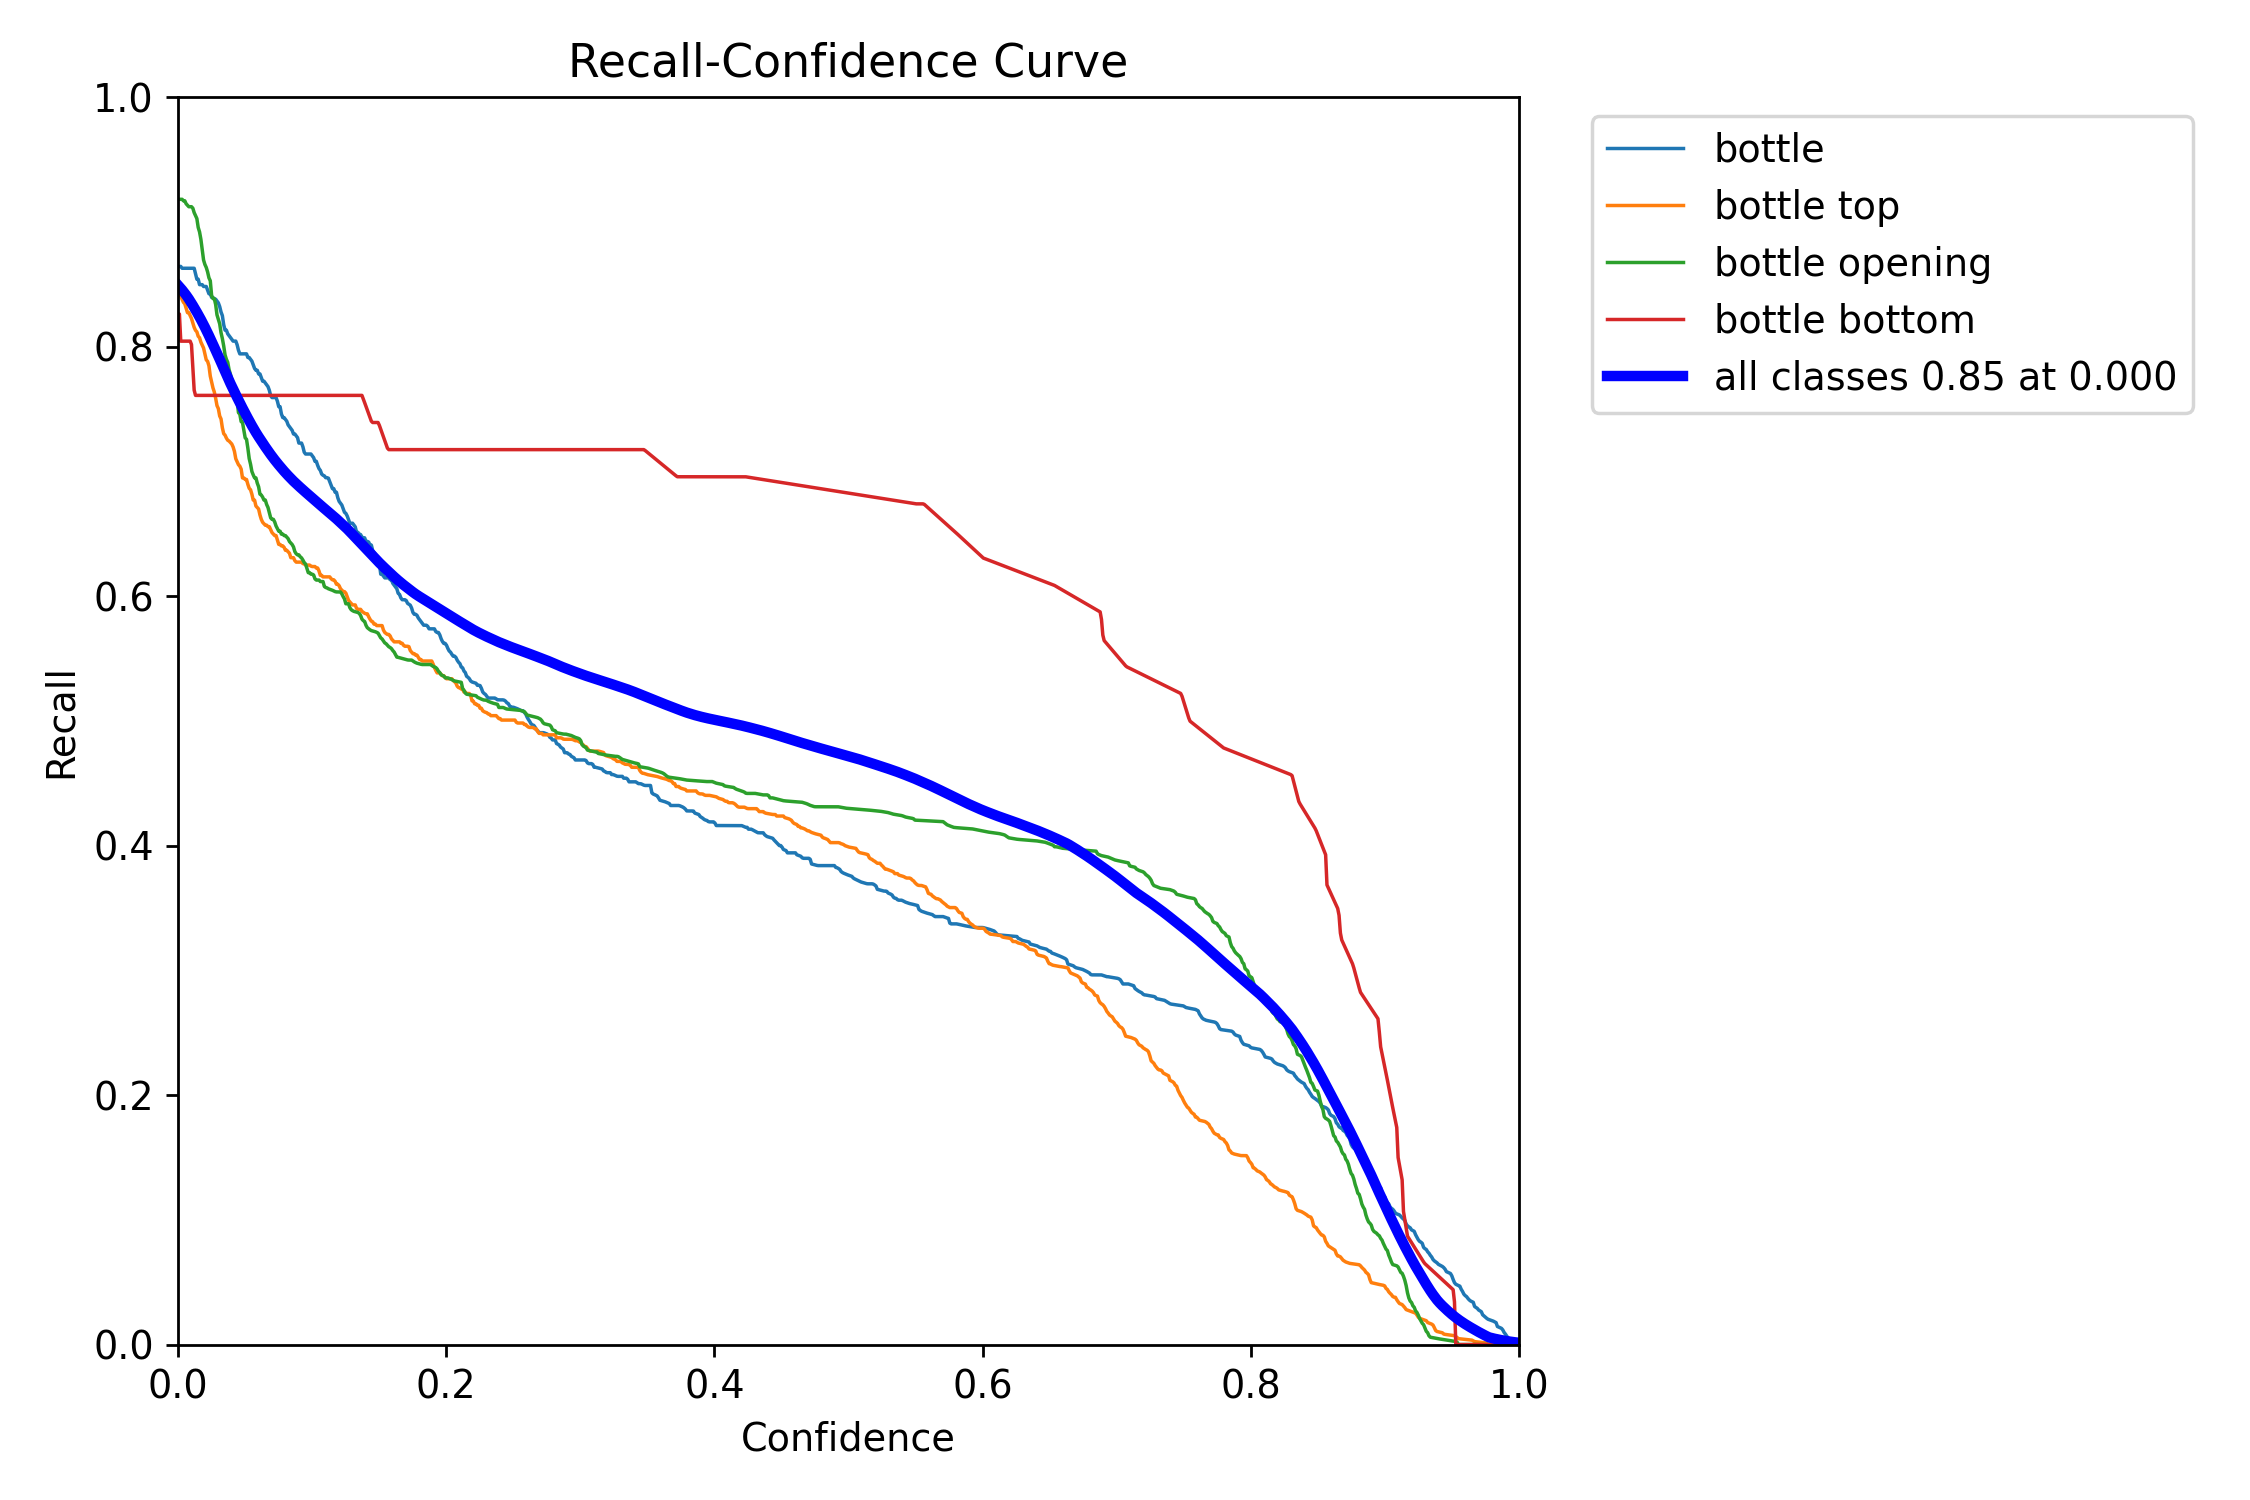 Recall-Confidence Curve
1.0
0.8
0.6
0.4
0.2
0.0
Recall
0.0 0.2 0.4 0.6 0.8 1.0
Confidence
bottle
bottle top
bottle opening
bottle bottom
all classes 0.85 at 0.000